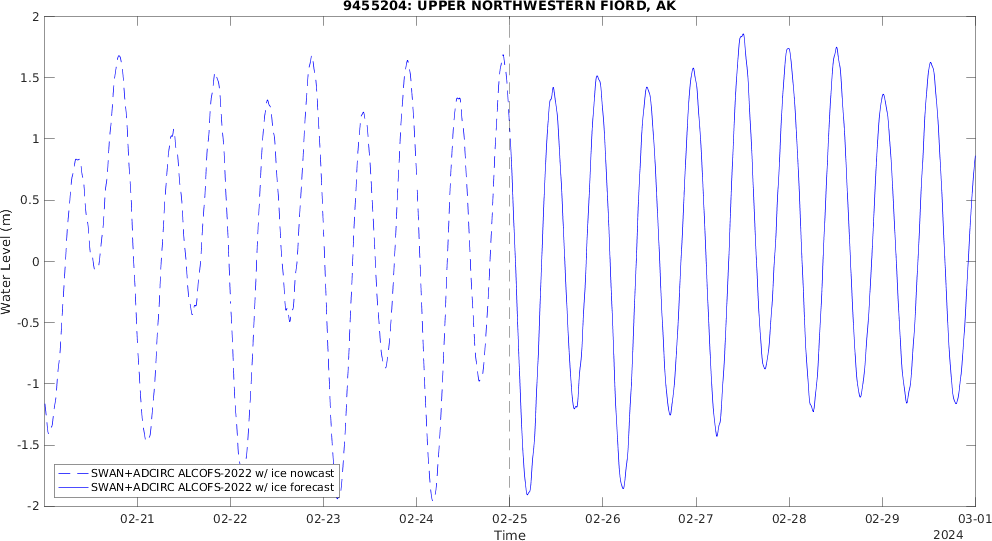 9455204: UPPER NORTHWESTERN FIORD, AK
Water Level (m)
2
1.5
1
0.5
0
-0.5
-1
-1.5
-2
SWAN+ADCIRC ALCOFS-2022 w/ ice nowcast
SWAN+ADCIRC ALCOFS-2022 w/ ice forecast
02-21 02-22 02-23 02-24 02-25 02-26 02-27 02-28 02-29 03-01
Time
2024